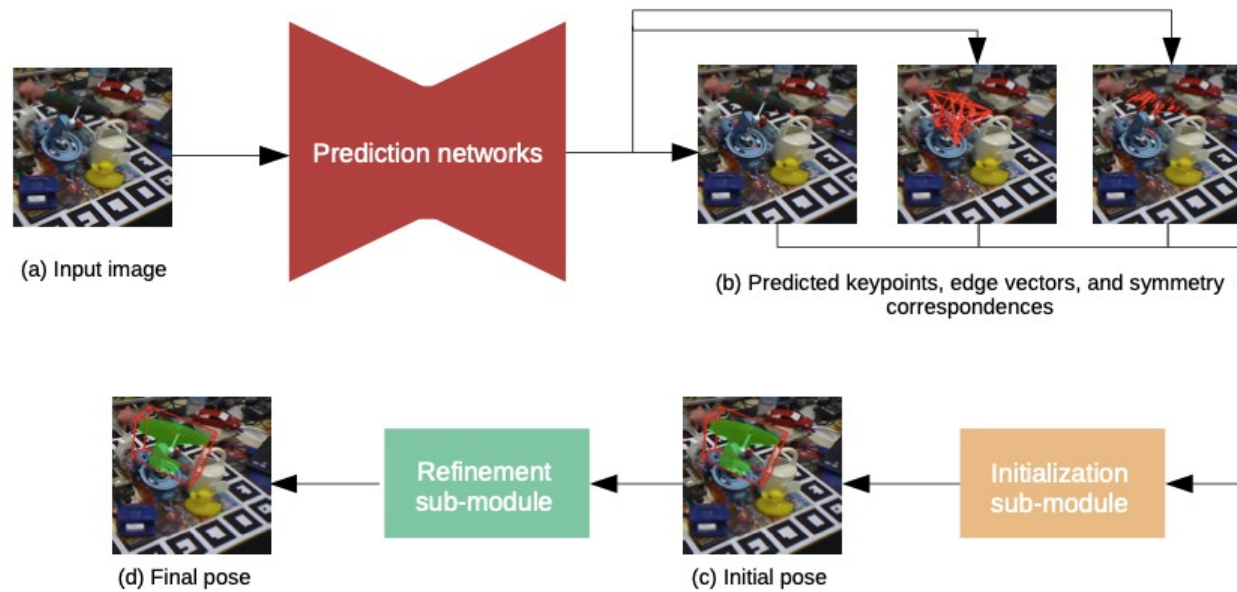 Prediction networks
(a) Input image
(b) Predicted keypoints, edge vectors, and symmetry
correspondences
Refinement
sub-module
Initialization
sub-module
(d) Final pose
(c) Initial pose